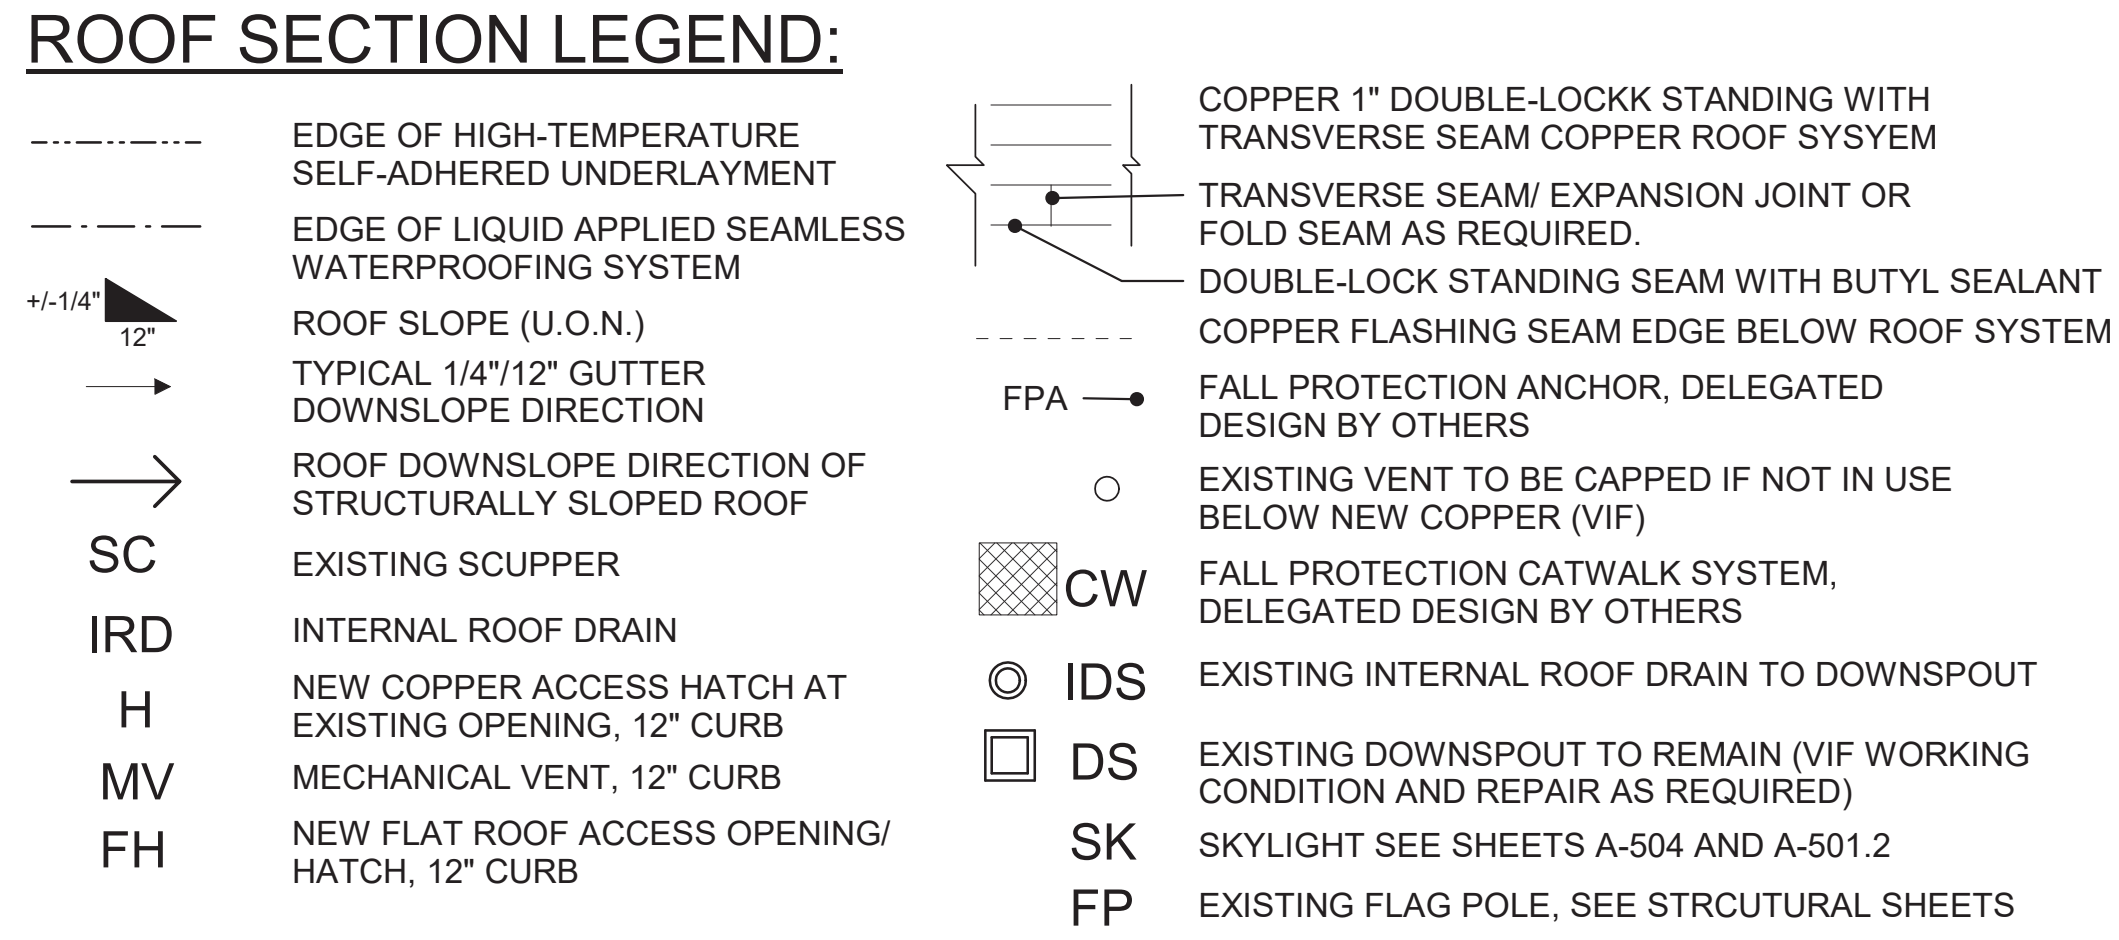 ROOF SECTION LEGEND:
EDGE OF HIGH-TEMPERATURE
SELF-ADHERED UNDERLAYMENT
EDGE OF LIQUID APPLIED SEAMLESS
WATERPROOFING SYSTEM
+/-1/4"
12"
ROOF SLOPE (U.O.N.)
TYPICAL 1/4"/12" GUTTER
DOWNSLOPE DIRECTION
ROOF DOWNSLOPE DIRECTION OF
STRUCTURALLY SLOPED ROOF
SC EXISTING SCUPPER
IRD INTERNAL ROOF DRAIN
H NEW COPPER ACCESS HATCH AT
EXISTING OPENING, 12" CURB
MV MECHANICAL VENT, 12" CURB
FH NEW FLAT ROOF ACCESS OPENING/
HATCH, 12" CURB
COPPER 1" DOUBLE-LOCKK STANDING WITH
TRANSVERSE SEAM COPPER ROOF SYSYEM
TRANSVERSE SEAM/ EXPANSION JOINT OR
FOLD SEAM AS REQUIRED.
DOUBLE-LOCK STANDING SEAM WITH BUTYL SEALANT
COPPER FLASHING SEAM EDGE BELOW ROOF SYSTEM
FPA FALL PROTECTION ANCHOR, DELEGATED
DESIGN BY OTHERS
EXISTING VENT TO BE CAPPED IF NOT IN USE
BELOW NEW COPPER (VIF)
CW FALL PROTECTION CATWALK SYSTEM,
DELEGATED DESIGN BY OTHERS
IDS EXISTING INTERNAL ROOF DRAIN TO DOWNSPOUT
DS EXISTING DOWNSPOUT TO REMAIN (VIF WORKING
CONDITION AND REPAIR AS REQUIRED)
SK SKYLIGHT SEE SHEETS A-504 AND A-501.2
FP EXISTING FLAG POLE, SEE STRCUTURAL SHEETS